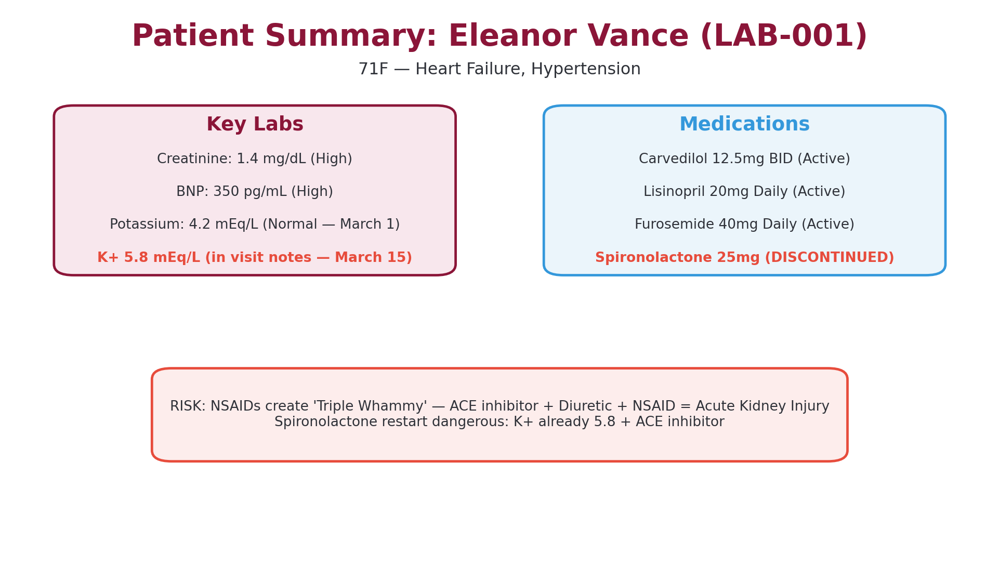 Patient Summary: Eleanor Vance (LAB-001)
71F — Heart Failure, Hypertension
Key Labs
Creatinine: 1.4 mg/dL (High)
BNP: 350 pg/mL (High)
Potassium: 4.2 mEq/L (Normal — March 1)
K+ 5.8 mEq/L (in visit notes — March 15)
Medications
Carvedilol 12.5mg BID (Active)
Lisinopril 20mg Daily (Active)
Furosemide 40mg Daily (Active)
Spironolactone 25mg (DISCONTINUED)
RISK: NSAIDs create 'Triple Whammy' — ACE inhibitor + Diuretic + NSAID = Acute Kidney Injury
Spironolactone restart dangerous: K+ already 5.8 + ACE inhibitor